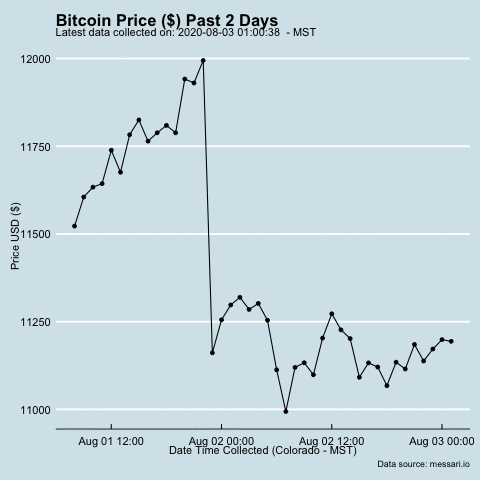 Bitcoin Price ($) Past 2 Days
Latest data collected on: 2020-08-03 01:00:38  - MST
12000
11750
11500
11250
11000
Price USD ($)
Aug 01 12:00 Aug 02 00:00 Aug 02 12:00 Aug 03 00:00
Date Time Collected (Colorado - MST)
Data source: messari.io